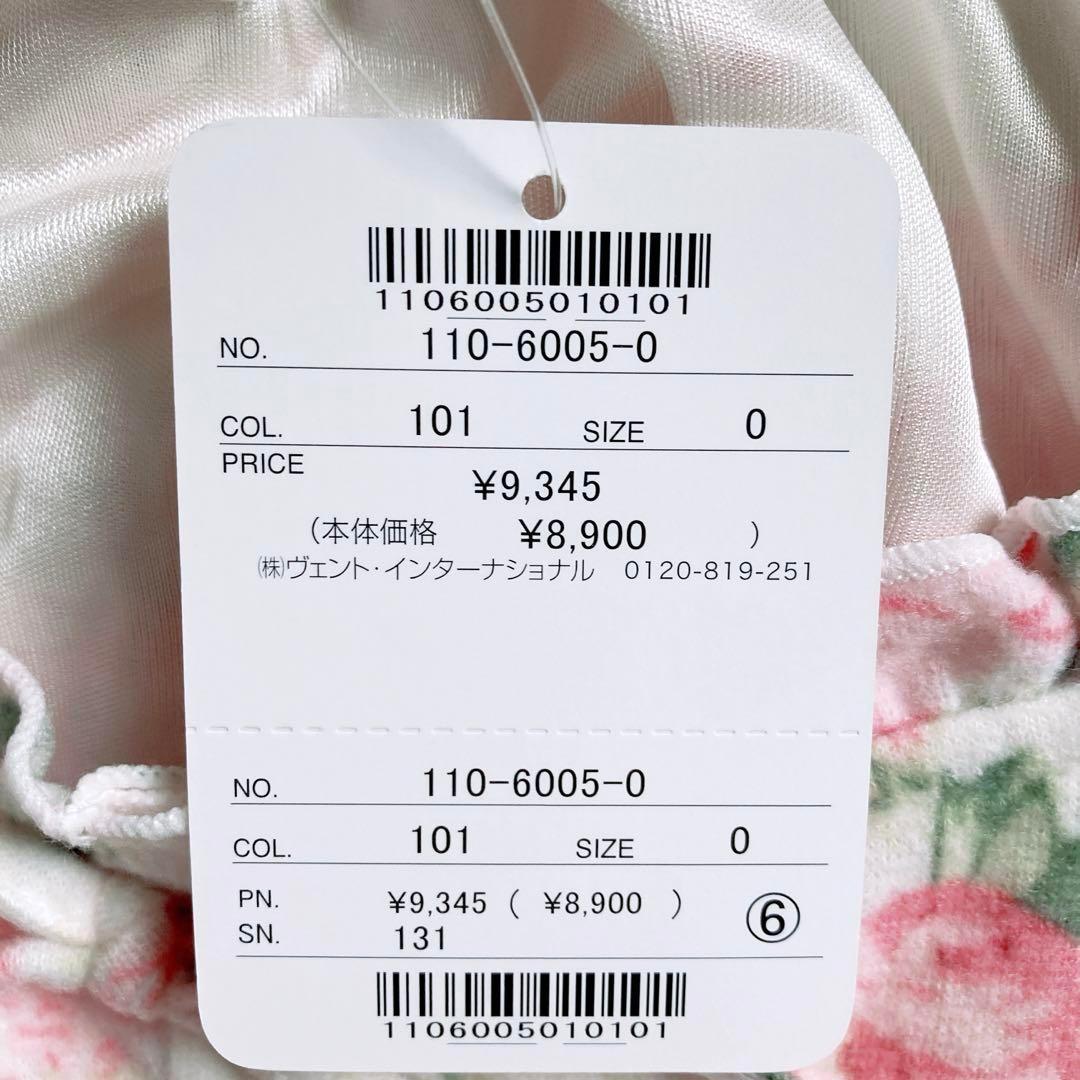 1106005010101
NO. 110-6005-0
COL. 101 SIZE 0
PRICE
¥9,345
(本体価格 ¥8,900 )
㈱ヴェント・インターナショナル 0120-819-251
NO. 110-6005-0
COL. 101 SIZE 0
PN. ¥9,345 ( ¥8,900 )
SN. 131 ⑥
1106005010101